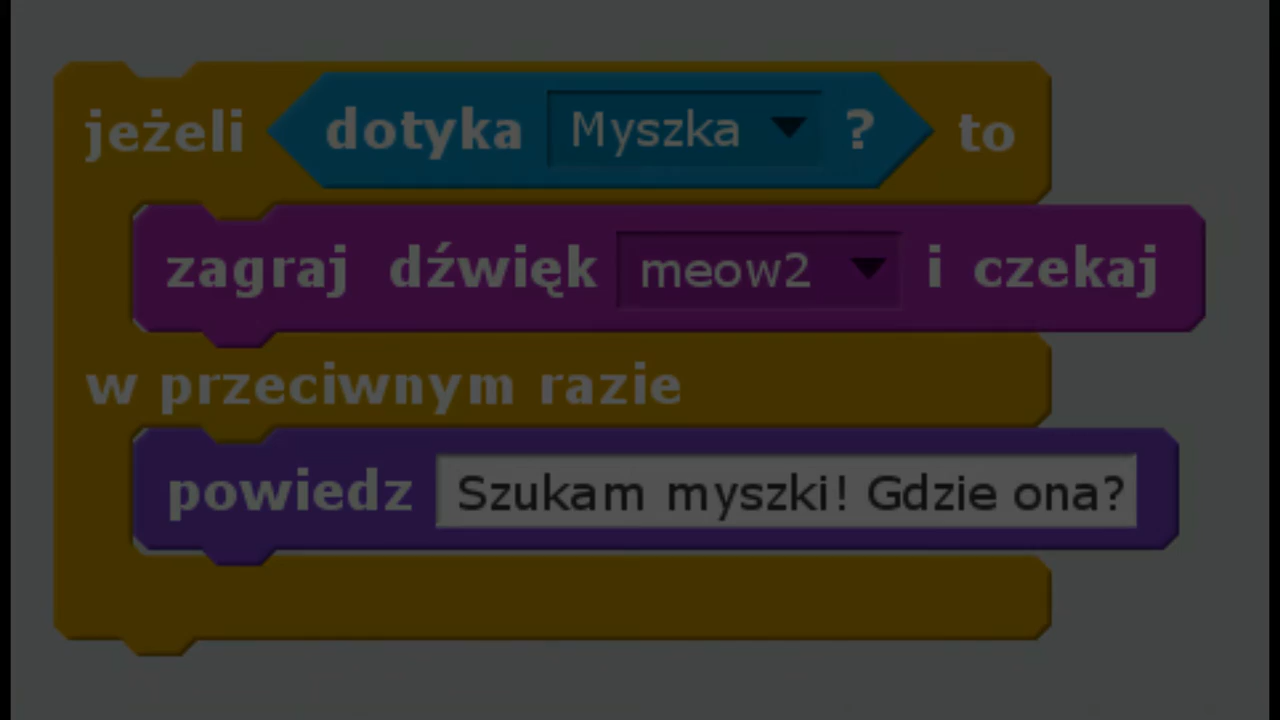 jeżeli dotyka Myszka ? to
zagraj dźwięk meow2 i czekaj
w przeciwnym razie
powiedz Szukam myszki! Gdzie ona?